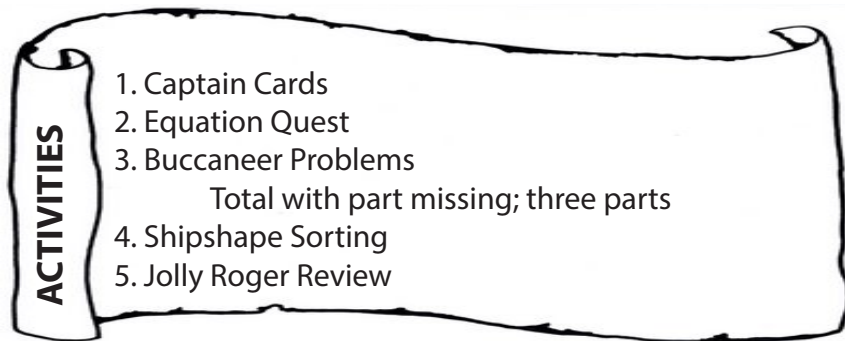 ACTIVITIES
1. Captain Cards
2. Equation Quest
3. Buccaneer Problems
Total with part missing; three parts
4. Shipshape Sorting
5. Jolly Roger Review